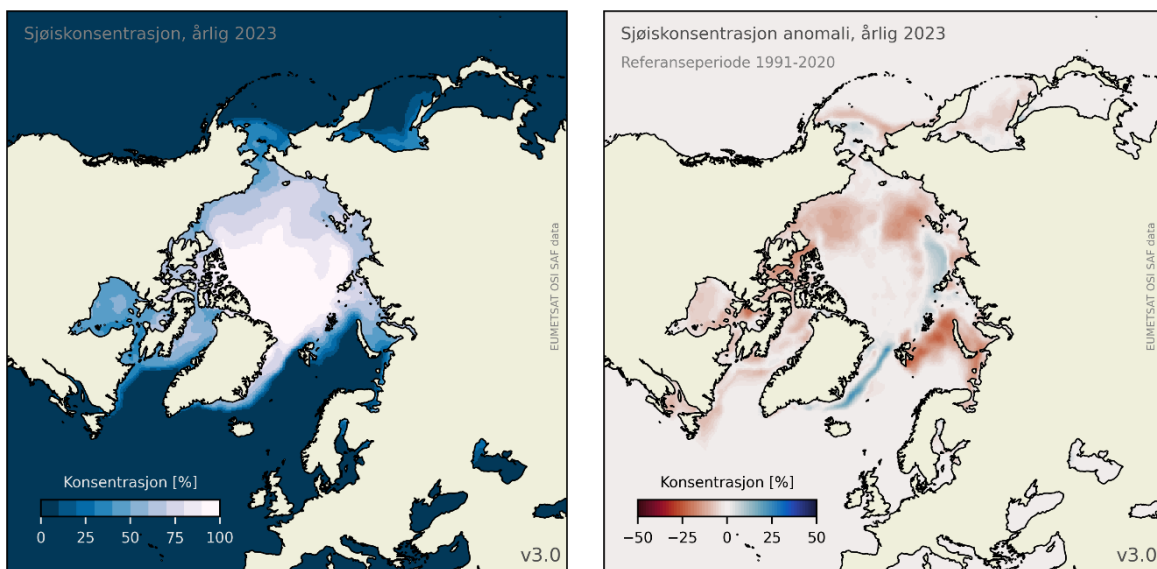 Sjøiskonsentrasjon, årlig 2023
EUMETSAT OSI SAF data
Konsentrasjon [%]
0 25 50 75 100
v3.0
Sjøiskonsentrasjon anomali, årlig 2023
Referanseperiode 1991-2020
EUMETSAT OSI SAF data
Konsentrasjon [%]
−50 −25 0 25 50
v3.0